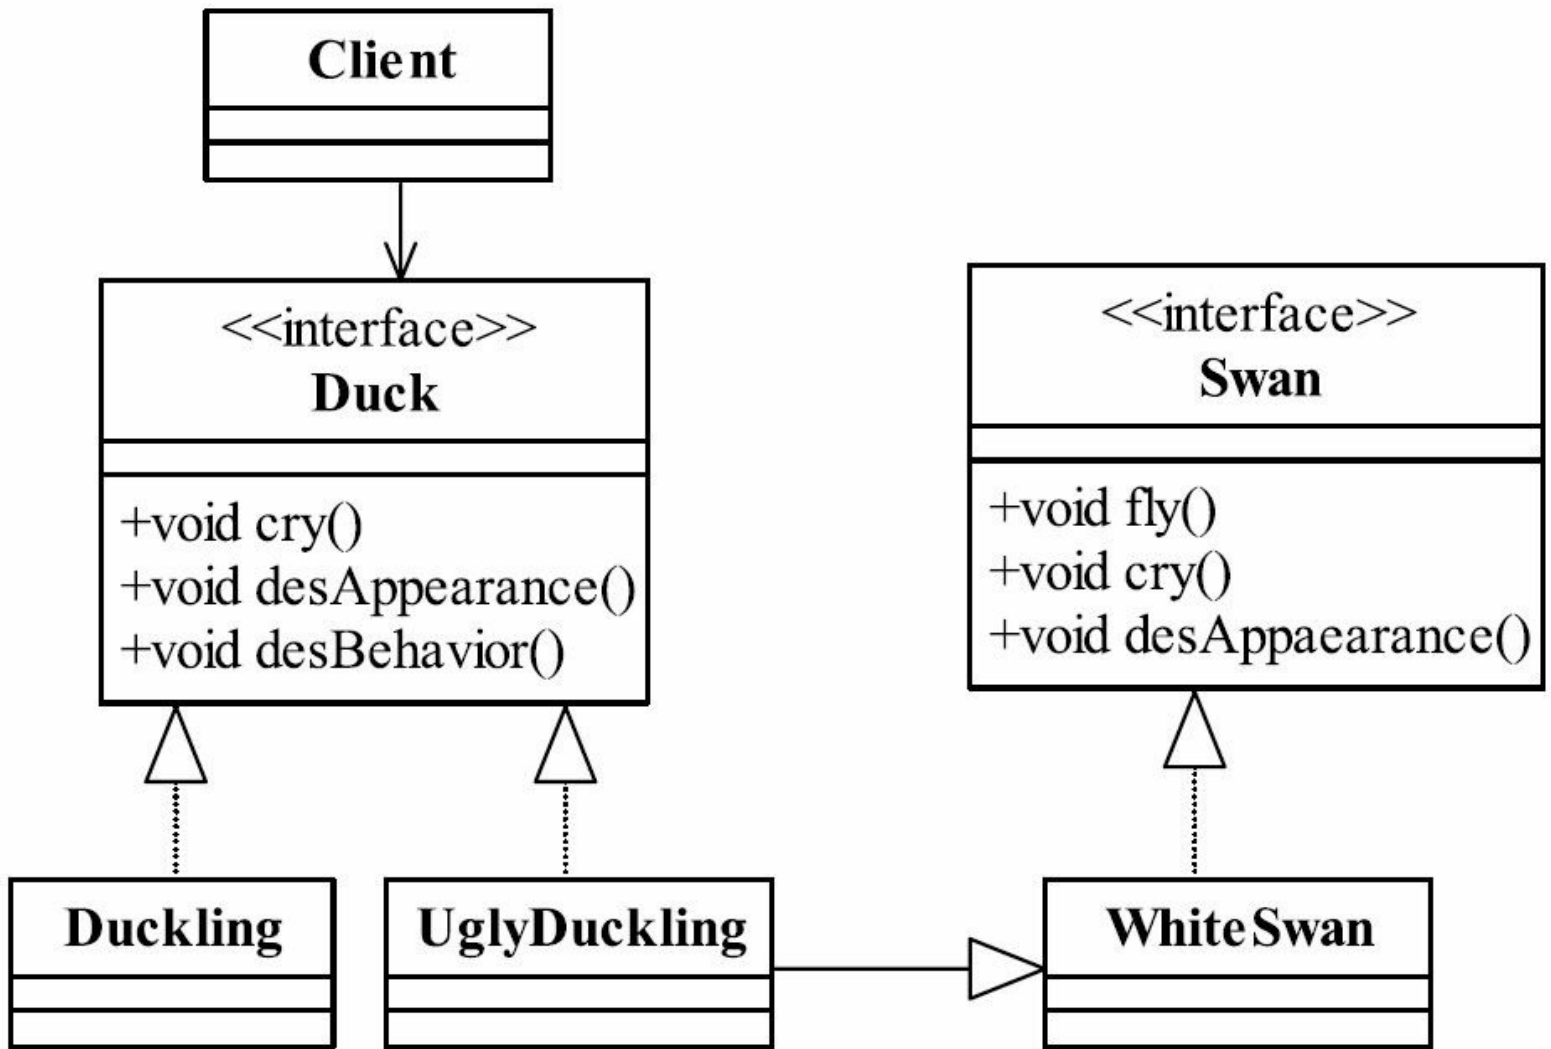 Client
<<interface>>
Duck
+void cry()
+void desAppearance()
+void desBehavior()
<<interface>>
Swan
+void fly()
+void cry()
+void desAppaearance()
Duckling
UglyDuckling
WhiteSwan